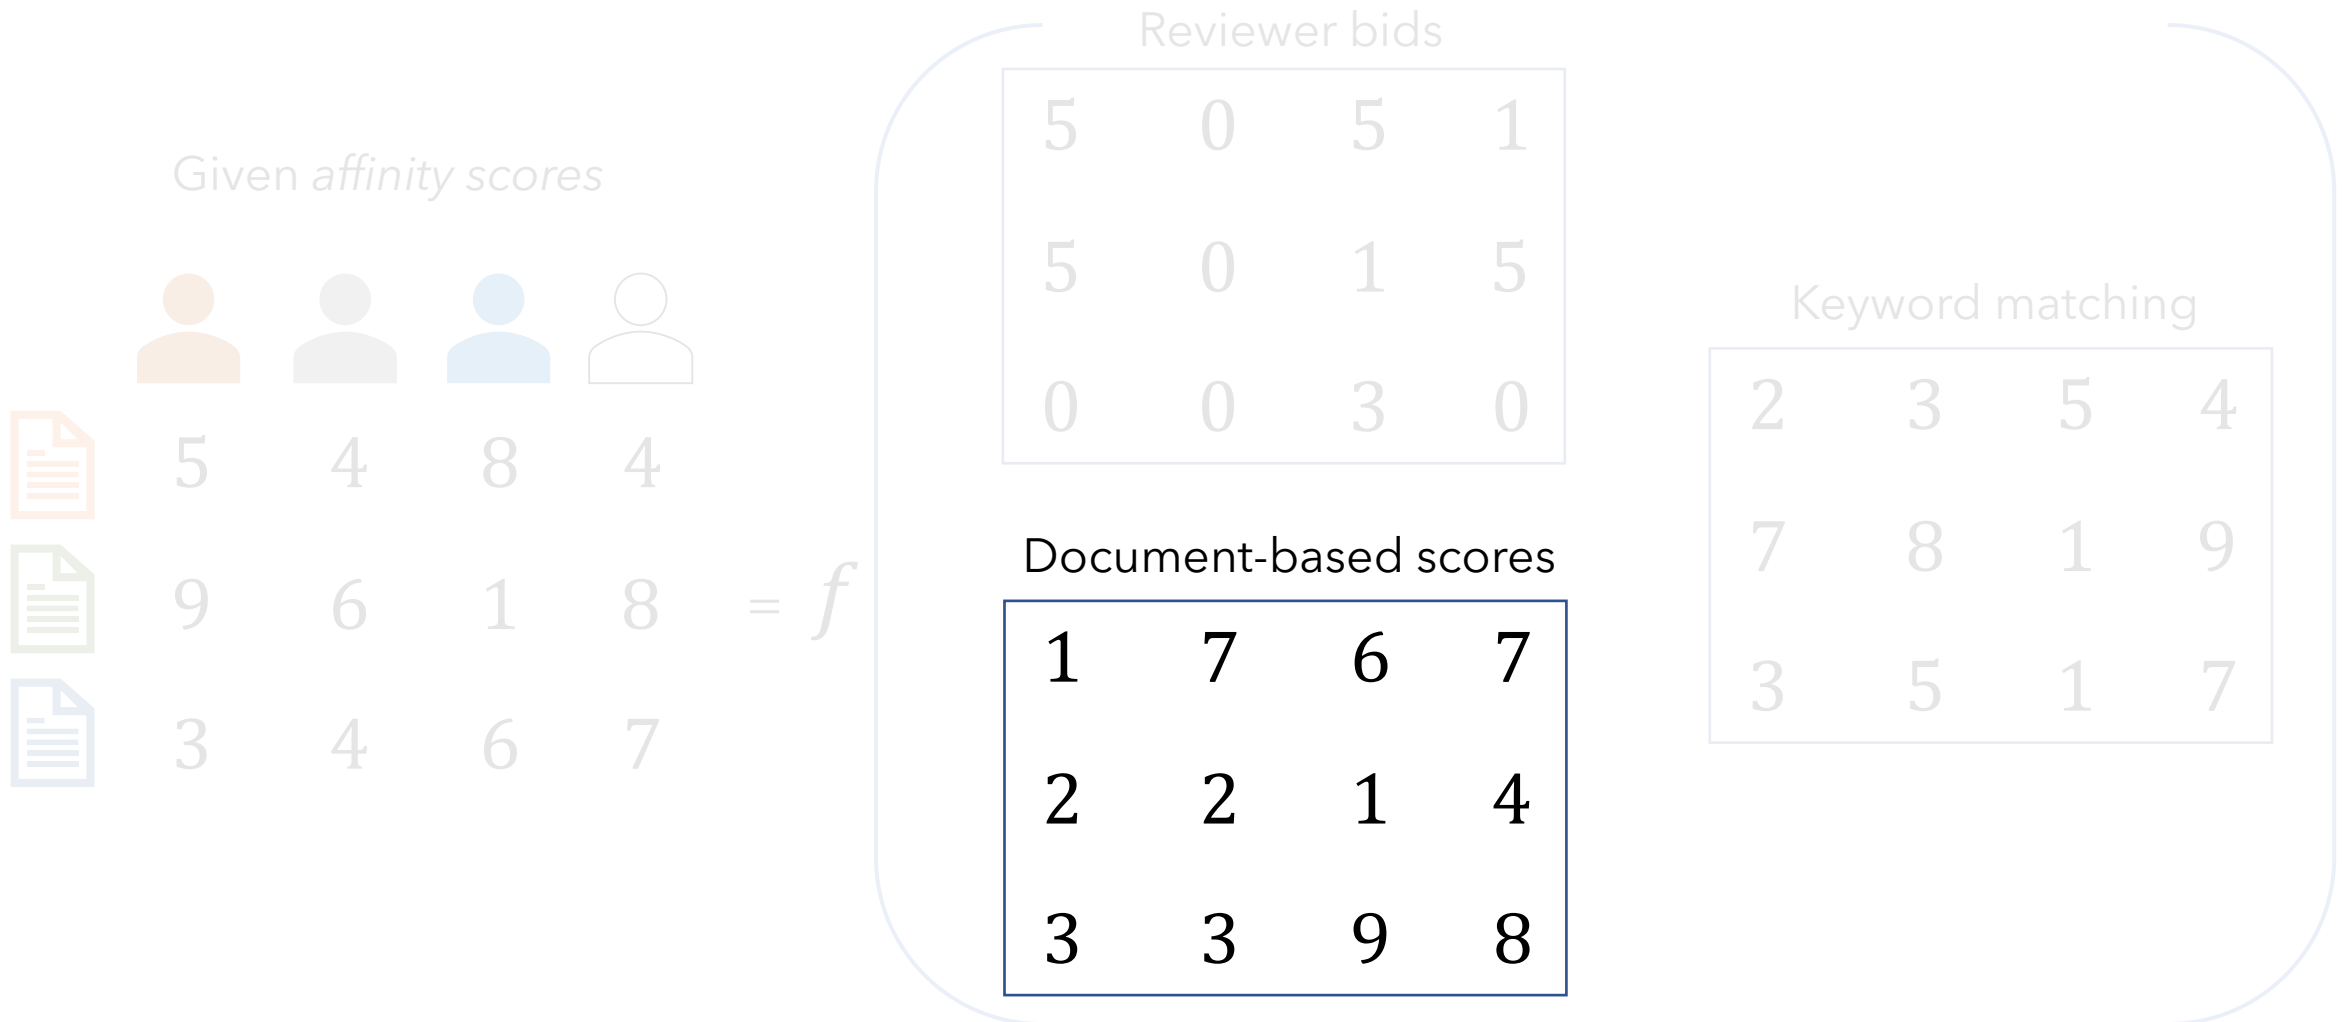 Given affinity scores
5 4 8 4
9 6 1 8
3 4 6 7
= f
Reviewer bids
5 0 5 1
5 0 1 5
0 0 3 0
Document-based scores
1 7 6 7
2 2 1 4
3 3 9 8
Keyword matching
2 3 5 4
7 8 1 9
3 5 1 7